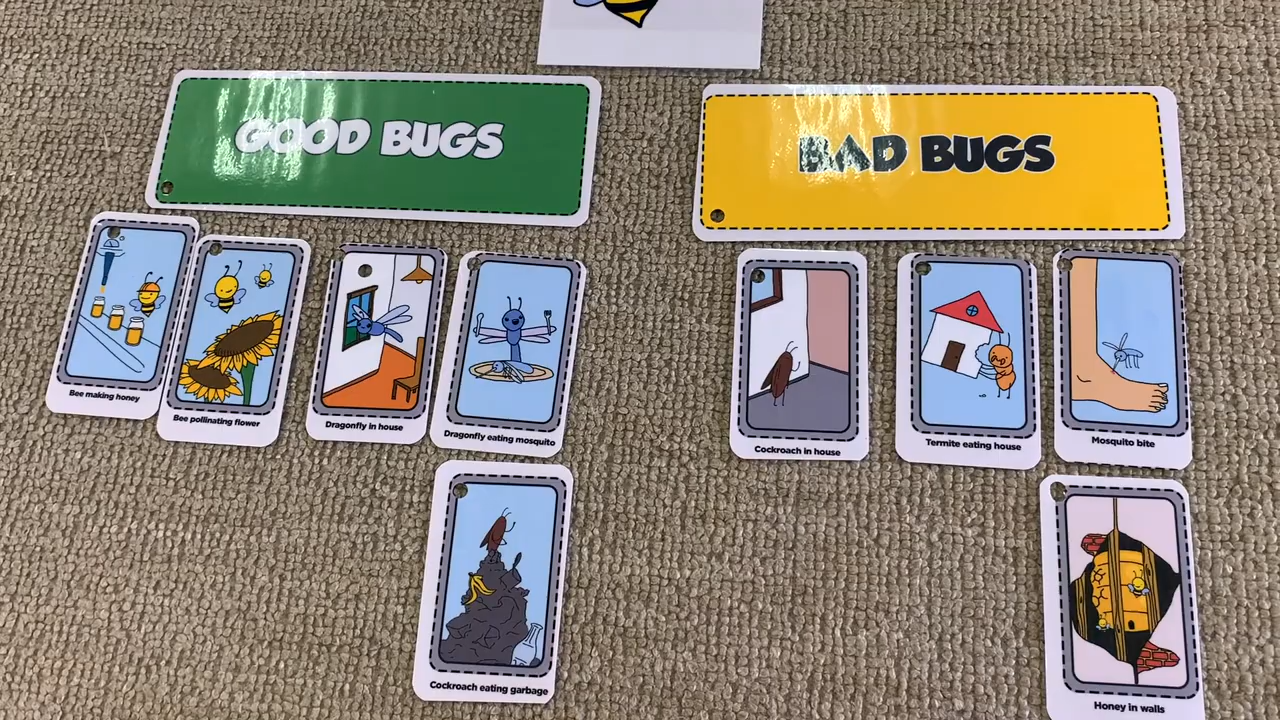 GOOD BUGS
BAD BUGS
Bee making honey
Bee pollinating flower
Dragonfly in house
Dragonfly eating mosquito
Cockroach in house
Termite eating house
Mosquito bite
Cockroach eating garbage
Honey in walls